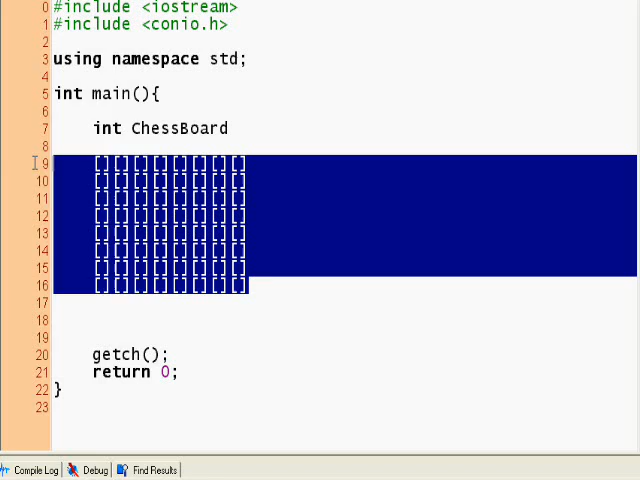 0 #include <iostream>
1 #include <conio.h>
2
3 using namespace std;
4
5 int main(){
6
7 int ChessBoard
8
9 [][][][][][][][]
10 [][][][][][][][]
11 [][][][][][][][]
12 [][][][][][][][]
13 [][][][][][][][]
14 [][][][][][][][]
15 [][][][][][][][]
16 [][][][][][][][]
17
18
19
20 getch();
21 return 0;
22 }
23
Compile Log Debug Find Results